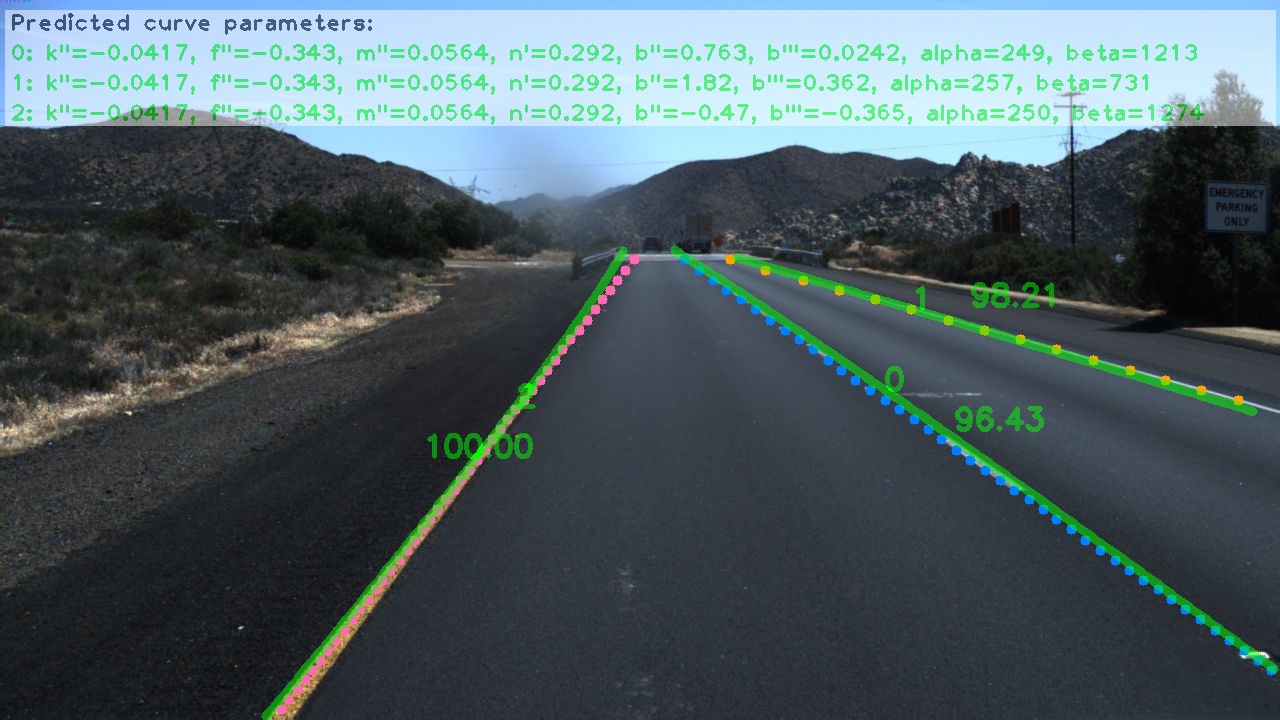 Predicted curve parameters:
0: k''=-0.0417, f''=-0.343, m''=0.0564, n'=0.292, b''=0.763, b'''=0.0242, alpha=249, beta=1213
1: k''=-0.0417, f''=-0.343, m''=0.0564, n'=0.292, b''=1.82, b'''=0.362, alpha=257, beta=731
2: k''=-0.0417, f''=-0.343, m''=0.0564, n'=0.292, b''=-0.47, b'''=-0.365, alpha=250, beta=1274
EMERGENCY
PARKING
ONLY
1 98.21
0
96.43
2
100.00